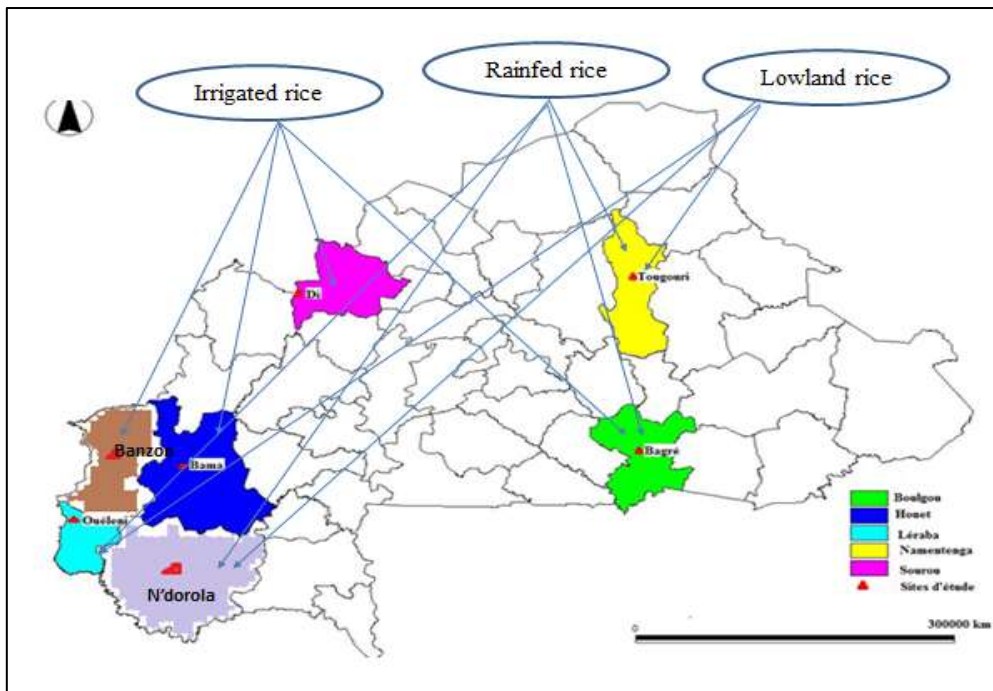 Irrigated rice
Rainfed rice
Lowland rice
Tougouri
Di
Banzon
Bama
Bagré
Ouéleni
N'dorola
Boulgou
Houet
Léraba
Namentenga
Sourou
Sites d'étude
0
300000 km